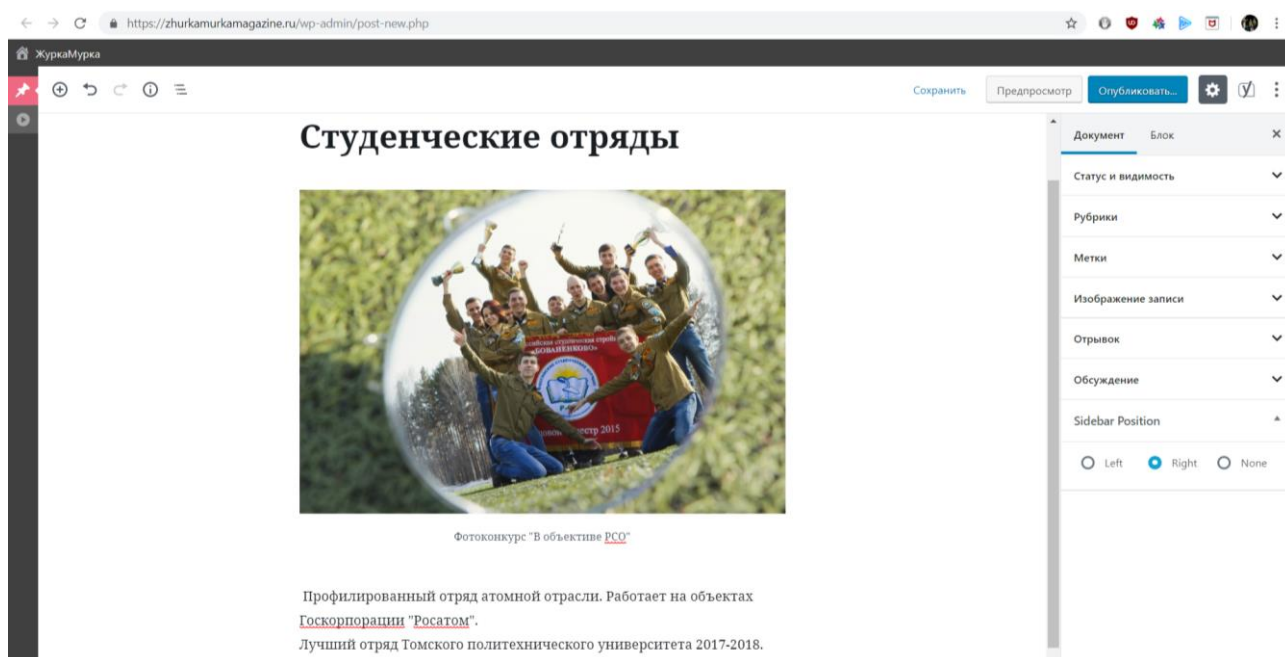 https://zhurkamurkamagazine.ru/wp-admin/post-new.php
ЖуркаМурка
Сохранить
Предпросмотр
Опубликовать...
Студенческие отряды
«БОВАНЕНКОВО»
2015
Фотоконкурс "В объективе РСО"
Профилированный отряд атомной отрасли. Работает на объектах
Госкорпорации "Росатом".
Лучший отряд Томского политехнического университета 2017-2018.
Документ
Блок
Статус и видимость
Рубрики
Метки
Изображение записи
Отрывок
Обсуждение
Sidebar Position
Left
Right
None